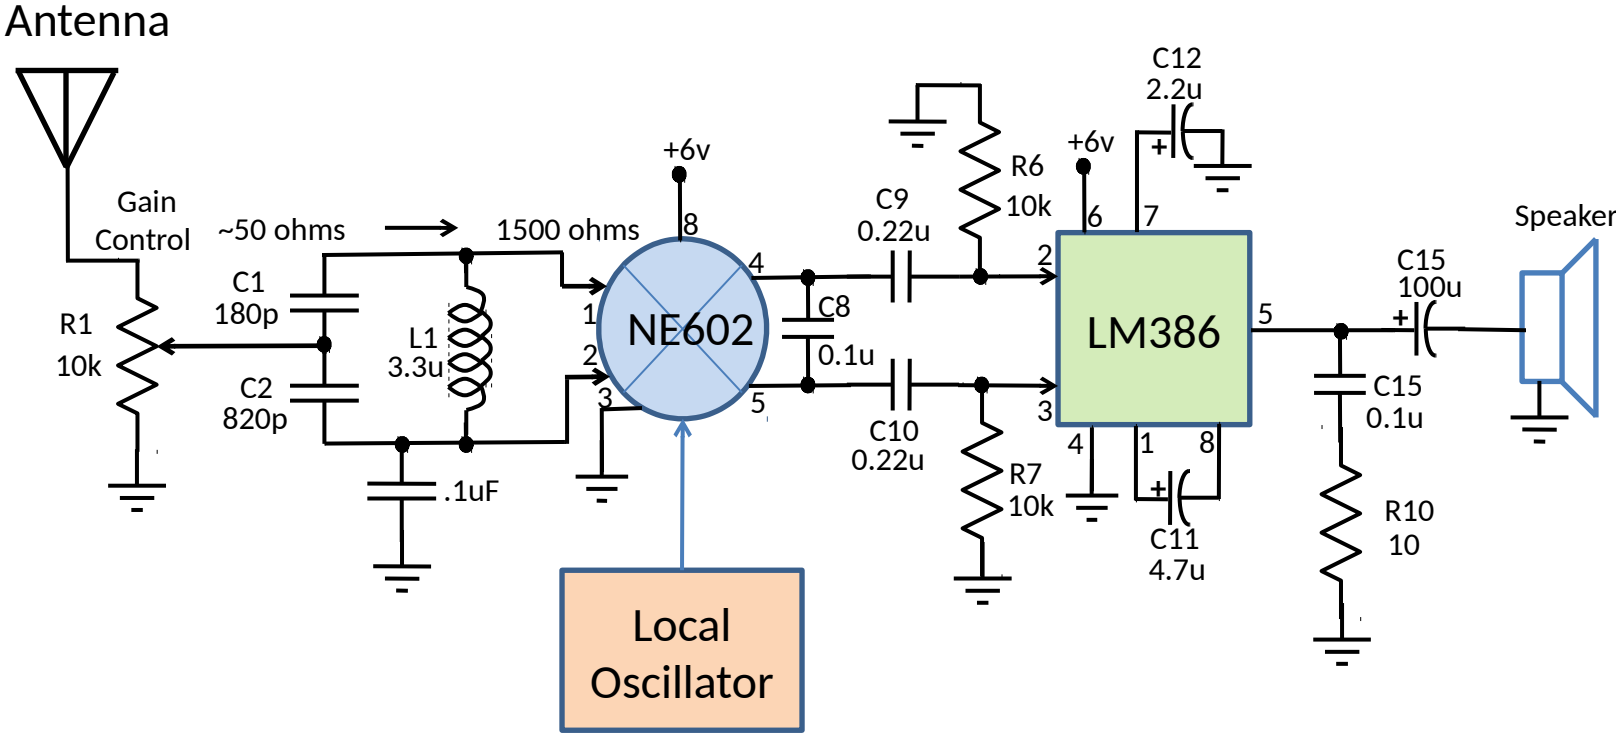 Antenna
Gain
Control
R1
10k
~50 ohms
1500 ohms
C1
180p
C2
820p
L1
3.3u
.1uF
+6v
8
1
2
3
NE602
4
5
Local
Oscillator
C8
0.1u
C9
0.22u
C10
0.22u
R6
10k
R7
10k
+6v
6
7
2
3
LM386
4
1
8
5
C12
2.2u
+
+
C11
4.7u
C15
100u
+
C15
0.1u
R10
10
Speaker